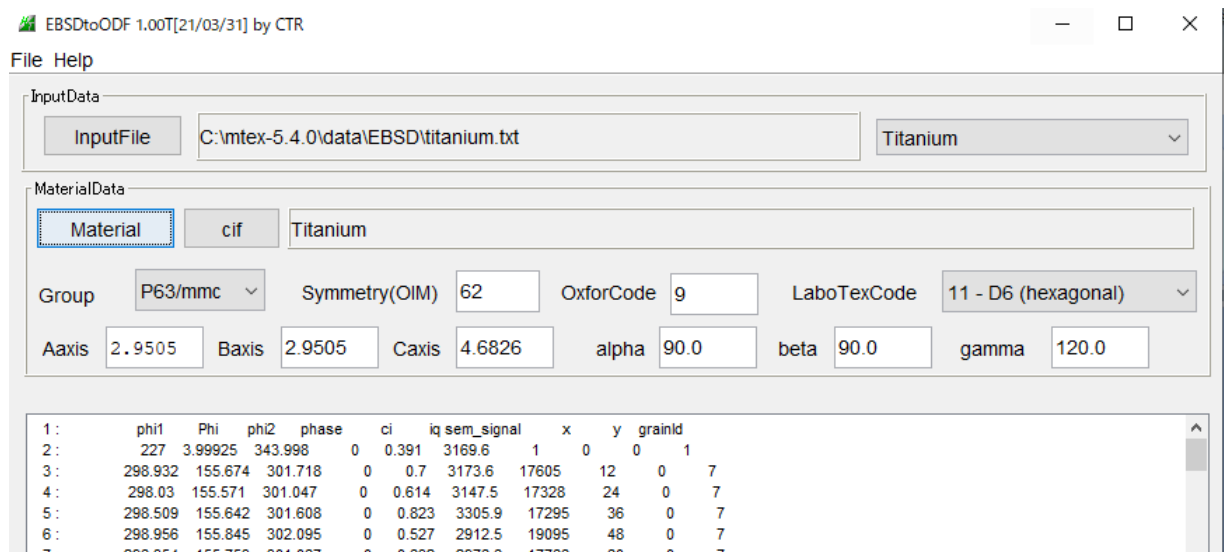 EBSDtoODF 1.00T[21/03/31] by CTR
File Help
InputData
InputFile C:\mtex-5.4.0\data\EBSD\titanium.txt Titanium
MaterialData
Material cif Titanium
Group P63/mmc Symmetry(OIM) 62 OxforCode 9 LaboTexCode 11 - D6 (hexagonal)
Aaxis 2.9505 Baxis 2.9505 Caxis 4.6826 alpha 90.0 beta 90.0 gamma 120.0
1 : phi1 Phi phi2 phase ci iq sem_signal x y grainId
2 : 227 3.99925 343.998 0 0.391 3169.6 1 0 0 1
3 : 298.932 155.674 301.718 0 0.7 3173.6 17605 12 0 7
4 : 298.03 155.571 301.047 0 0.614 3147.5 17328 24 0 7
5 : 298.509 155.642 301.608 0 0.823 3305.9 17295 36 0 7
6 : 298.956 155.845 302.095 0 0.527 2912.5 19095 48 0 7